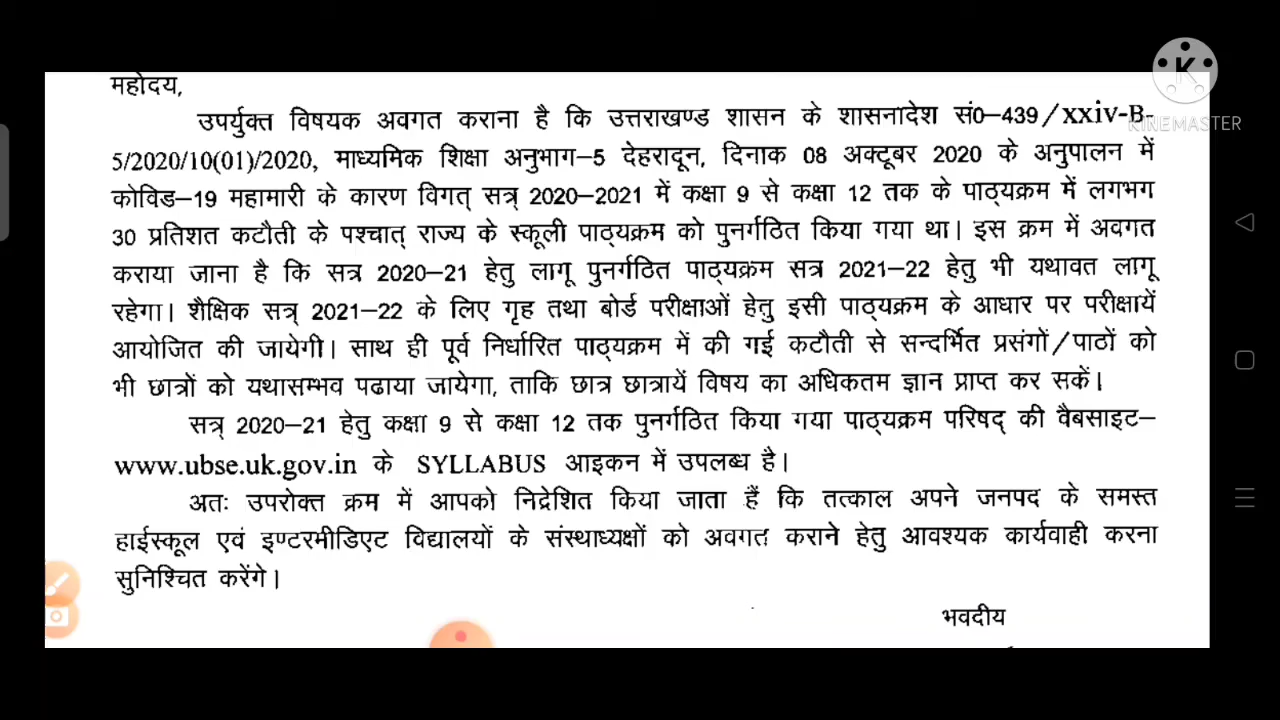 महोदय,
K
KINEMASTER
उपर्युक्त विषयक अवगत कराना है कि उत्तराखण्ड शासन के शासनादेश सं0–439/xxiv-B-
5/2020/10(01)/2020, माध्यमिक शिक्षा अनुभाग–5 देहरादून, दिनाक 08 अक्टूबर 2020 के अनुपालन में
कोविड–19 महामारी के कारण विगत् सत्र् 2020–2021 में कक्षा 9 से कक्षा 12 तक के पाठ्यक्रम में लगभग
30 प्रतिशत कटौती के पश्चात् राज्य के स्कूली पाठ्यक्रम को पुनर्गठित किया गया था। इस क्रम में अवगत
कराया जाना है कि सत्र 2020–21 हेतु लागू पुनर्गठित पाठ्यक्रम सत्र 2021–22 हेतु भी यथावत लागू
रहेगा। शैक्षिक सत्र् 2021–22 के लिए गृह तथा बोर्ड परीक्षाओं हेतु इसी पाठ्यक्रम के आधार पर परीक्षायें
आयोजित की जायेगी। साथ ही पूर्व निर्धारित पाठ्यक्रम में की गई कटौती से सन्दर्भित प्रसंगों/पाठों को
भी छात्रों को यथासम्भव पढाया जायेगा, ताकि छात्र छात्रायें विषय का अधिकतम ज्ञान प्राप्त कर सकें।
सत्र् 2020–21 हेतु कक्षा 9 से कक्षा 12 तक पुनर्गठित किया गया पाठ्यक्रम परिषद् की वैबसाइट–
www.ubse.uk.gov.in के SYLLABUS आइकन में उपलब्ध है।
अतः उपरोक्त क्रम में आपको निद्रेशित किया जाता हैं कि तत्काल अपने जनपद के समस्त
हाईस्कूल एवं इण्टरमीडिएट विद्यालयों के संस्थाध्यक्षों को अवगत कराने हेतु आवश्यक कार्यवाही करना
सुनिश्चित करेंगे।
भवदीय